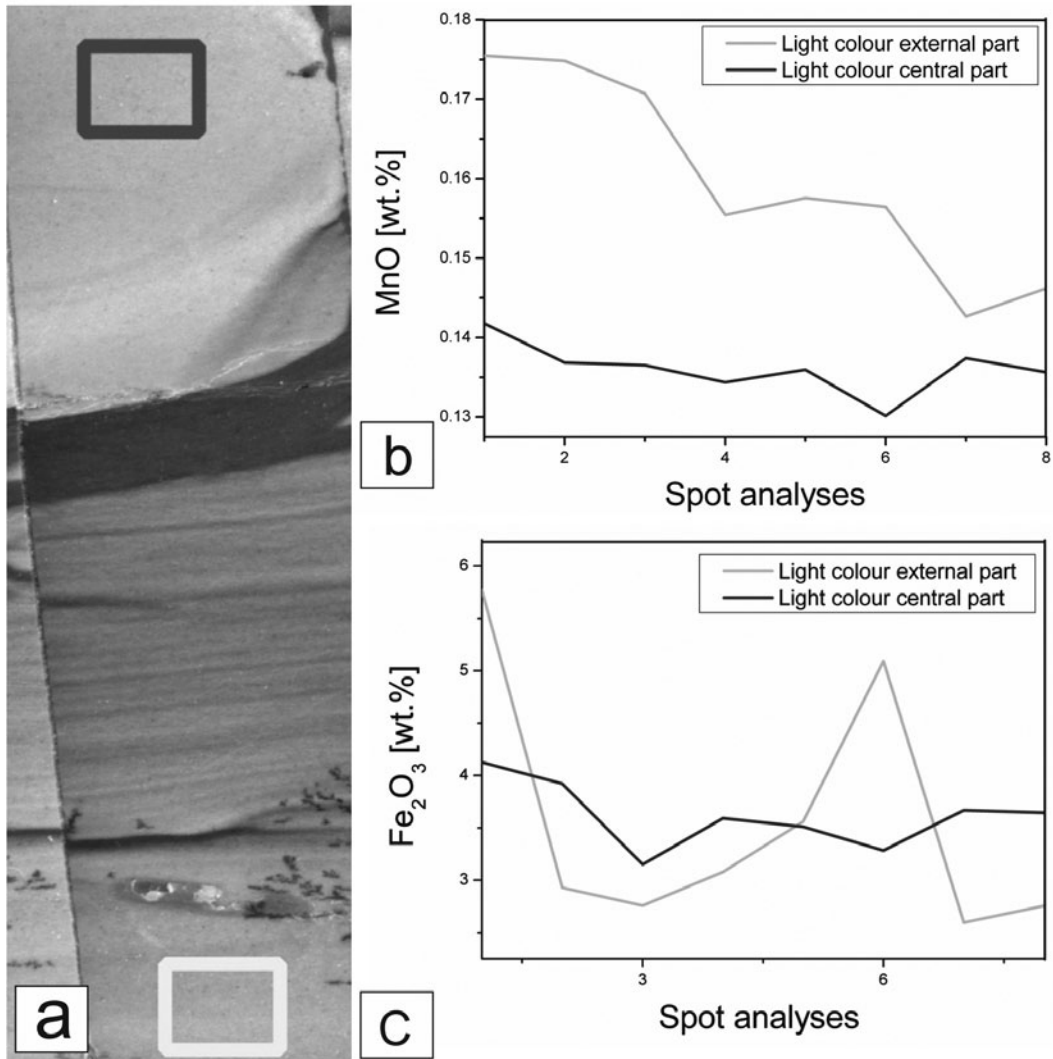 a
0.18
0.17
0.16
0.15
0.14
0.13
MnO [wt.%]
Light colour external part
Light colour central part
b
2
4
6
8
Spot analyses
6
5
4
3
Fe2O3 [wt.%]
Light colour external part
Light colour central part
c
3
6
Spot analyses